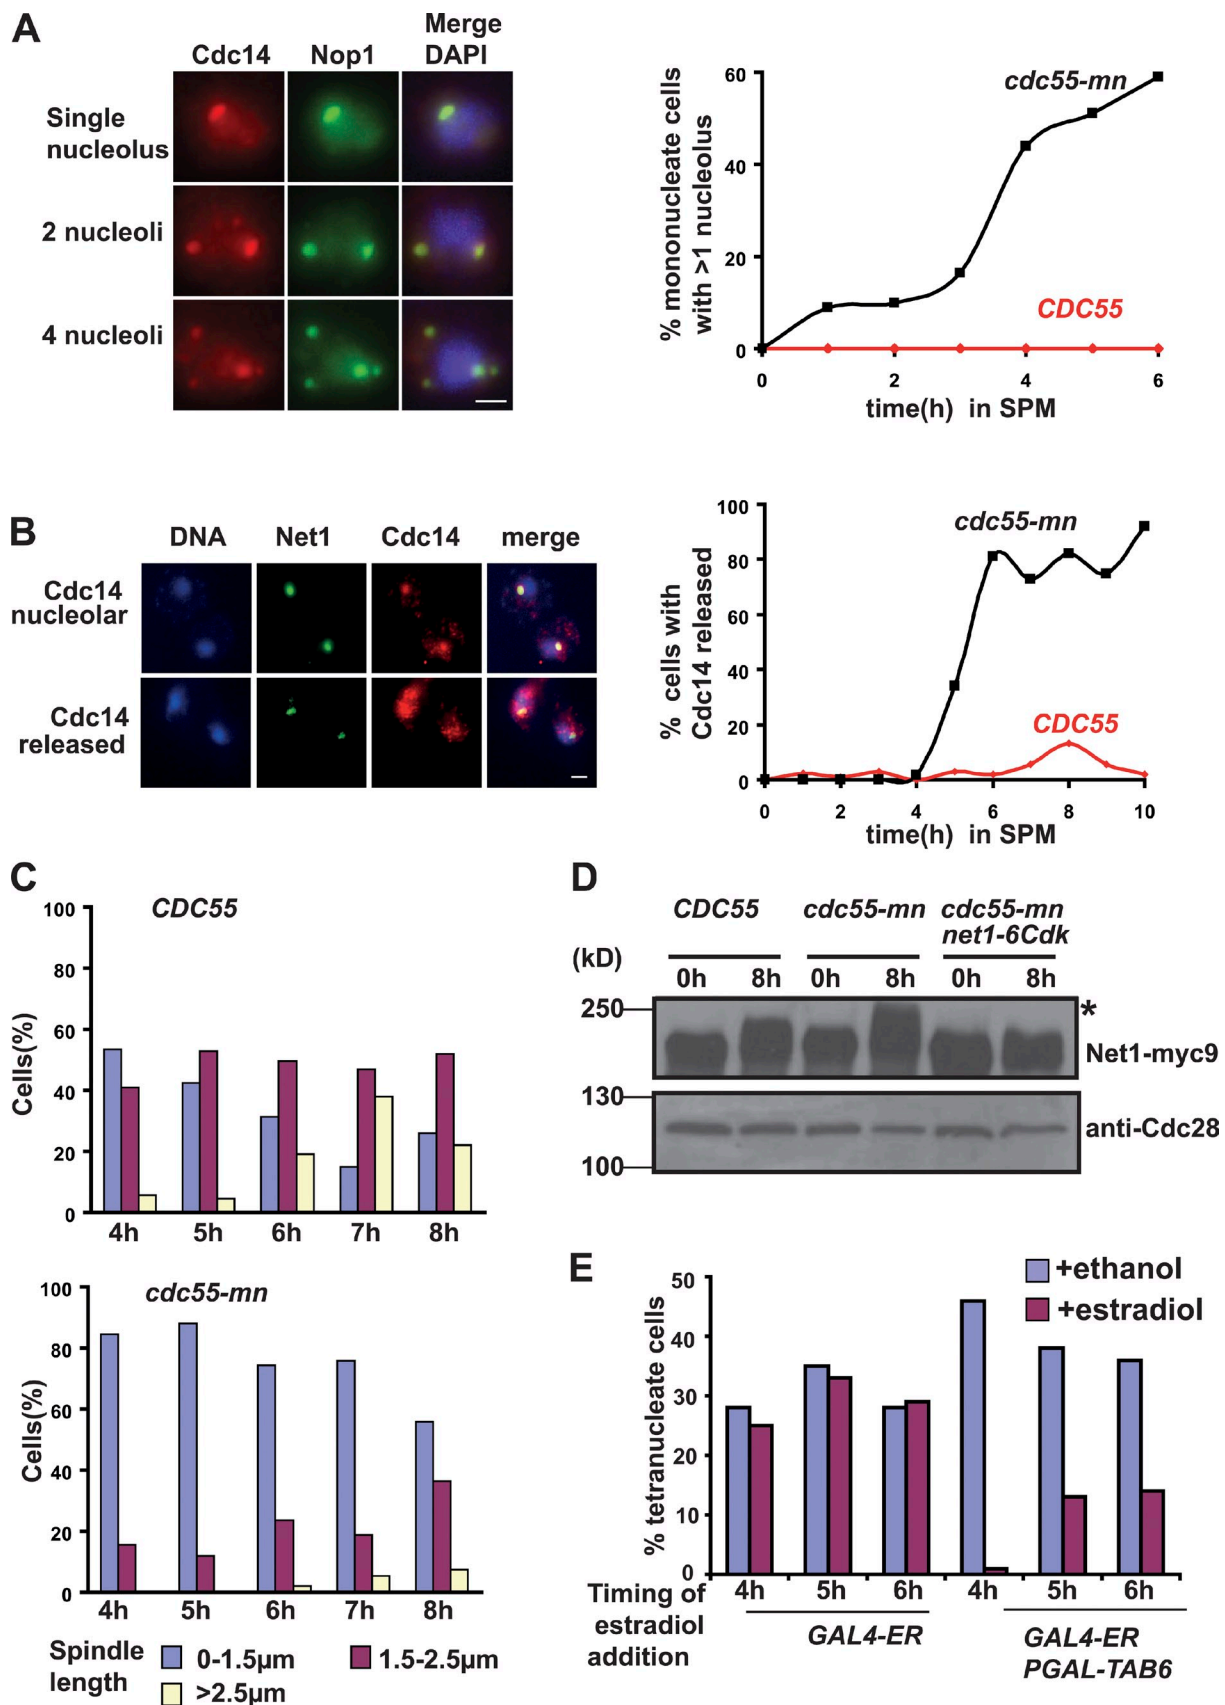 A
Cdc14 Nop1 Merge DAPI
Single nucleolus
2 nucleoli
4 nucleoli
% mononucleate cells with >1 nucleolus
60
40
20
0
cdc55-mn
CDC55
0 2 4 6
time(h) in SPM
B
DNA Net1 Cdc14 merge
Cdc14 nucleolar
Cdc14 released
% cells with Cdc14 released
100
80
60
40
20
0
cdc55-mn
CDC55
0 2 4 6 8 10
time(h) in SPM
C
CDC55
Cells(%)
100
80
60
40
20
0
4h 5h 6h 7h 8h
cdc55-mn
Cells(%)
100
80
60
40
20
0
4h 5h 6h 7h 8h
Spindle length
0-1.5µm 1.5-2.5µm
>2.5µm
D
CDC55 cdc55-mn cdc55-mn net1-6Cdk
(kD)
0h 8h 0h 8h 0h 8h
250 *
Net1-myc9
130
anti-Cdc28
100
E
+ethanol
+estradiol
% tetranucleate cells
50
40
30
20
10
0
4h 5h 6h 4h 5h 6h
Timing of estradiol addition
GAL4-ER
GAL4-ER
PGAL-TAB6